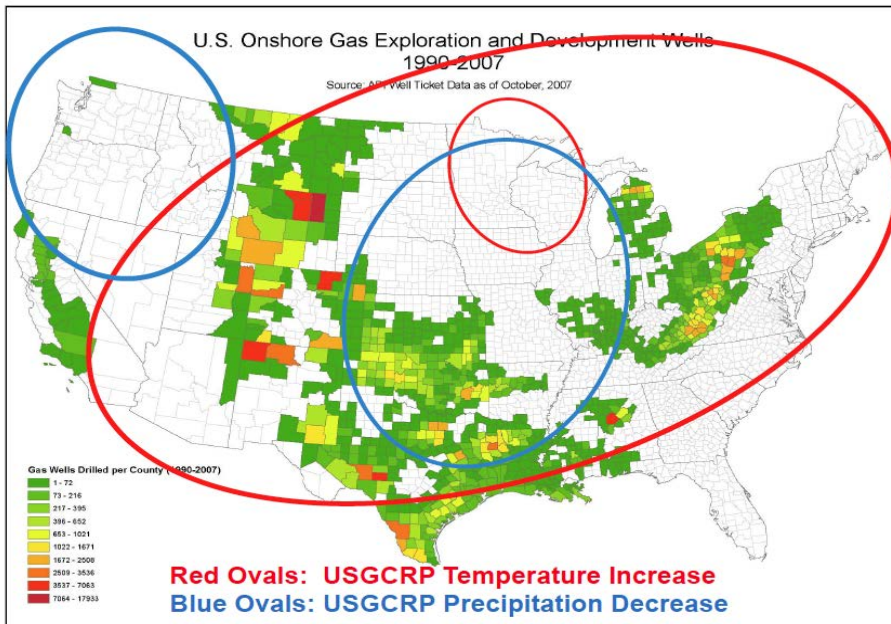 U.S. Onshore Gas Exploration and Development Wells
1990-2007
Source: API Well Ticket Data as of October, 2007
Gas Wells Drilled per County (1990-2007)
1 - 72
73 - 216
217 - 395
396 - 652
653 - 1021
1022 - 1671
1672 - 2508
2509 - 3536
3537 - 7063
7064 - 17933
Red Ovals: USGCRP Temperature Increase
Blue Ovals: USGCRP Precipitation Decrease